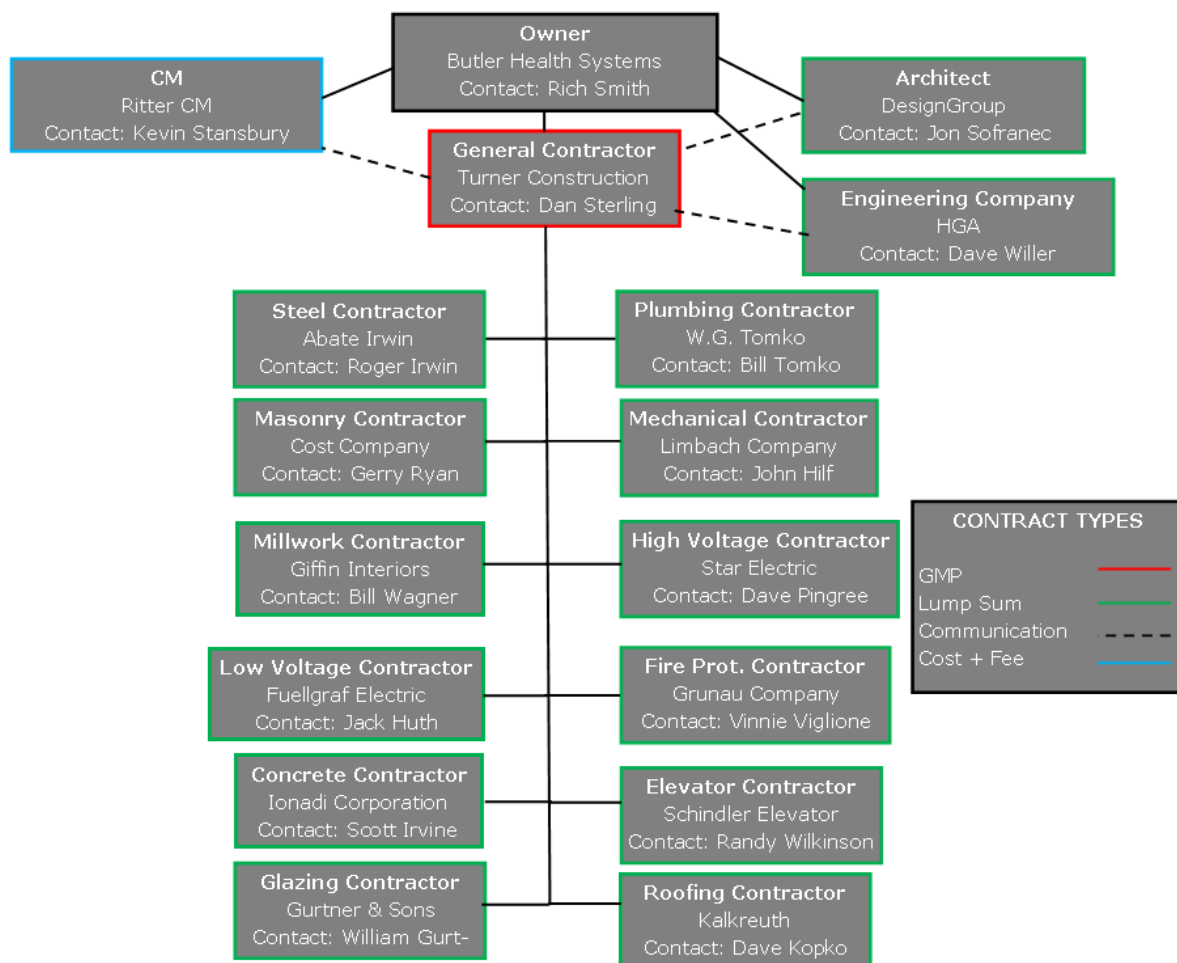 Owner
Butler Health Systems
Contact: Rich Smith
CM
Ritter CM
Contact: Kevin Stansbury
Architect
DesignGroup
Contact: Jon Sofranec
General Contractor
Turner Construction
Contact: Dan Sterling
Engineering Company
HGA
Contact: Dave Willer
Steel Contractor
Abate Irwin
Contact: Roger Irwin
Plumbing Contractor
W.G. Tomko
Contact: Bill Tomko
Masonry Contractor
Cost Company
Contact: Gerry Ryan
Mechanical Contractor
Limbach Company
Contact: John Hilf
Millwork Contractor
Giffin Interiors
Contact: Bill Wagner
High Voltage Contractor
Star Electric
Contact: Dave Pingree
CONTRACT TYPES
GMP
Lump Sum
Communication
Cost + Fee
Low Voltage Contractor
Fuellgraf Electric
Contact: Jack Huth
Fire Prot. Contractor
Grunau Company
Contact: Vinnie Viglione
Concrete Contractor
Ionadi Corporation
Contact: Scott Irvine
Elevator Contractor
Schindler Elevator
Contact: Randy Wilkinson
Glazing Contractor
Gurtner & Sons
Contact: William Gurt-
Roofing Contractor
Kalkreuth
Contact: Dave Kopko